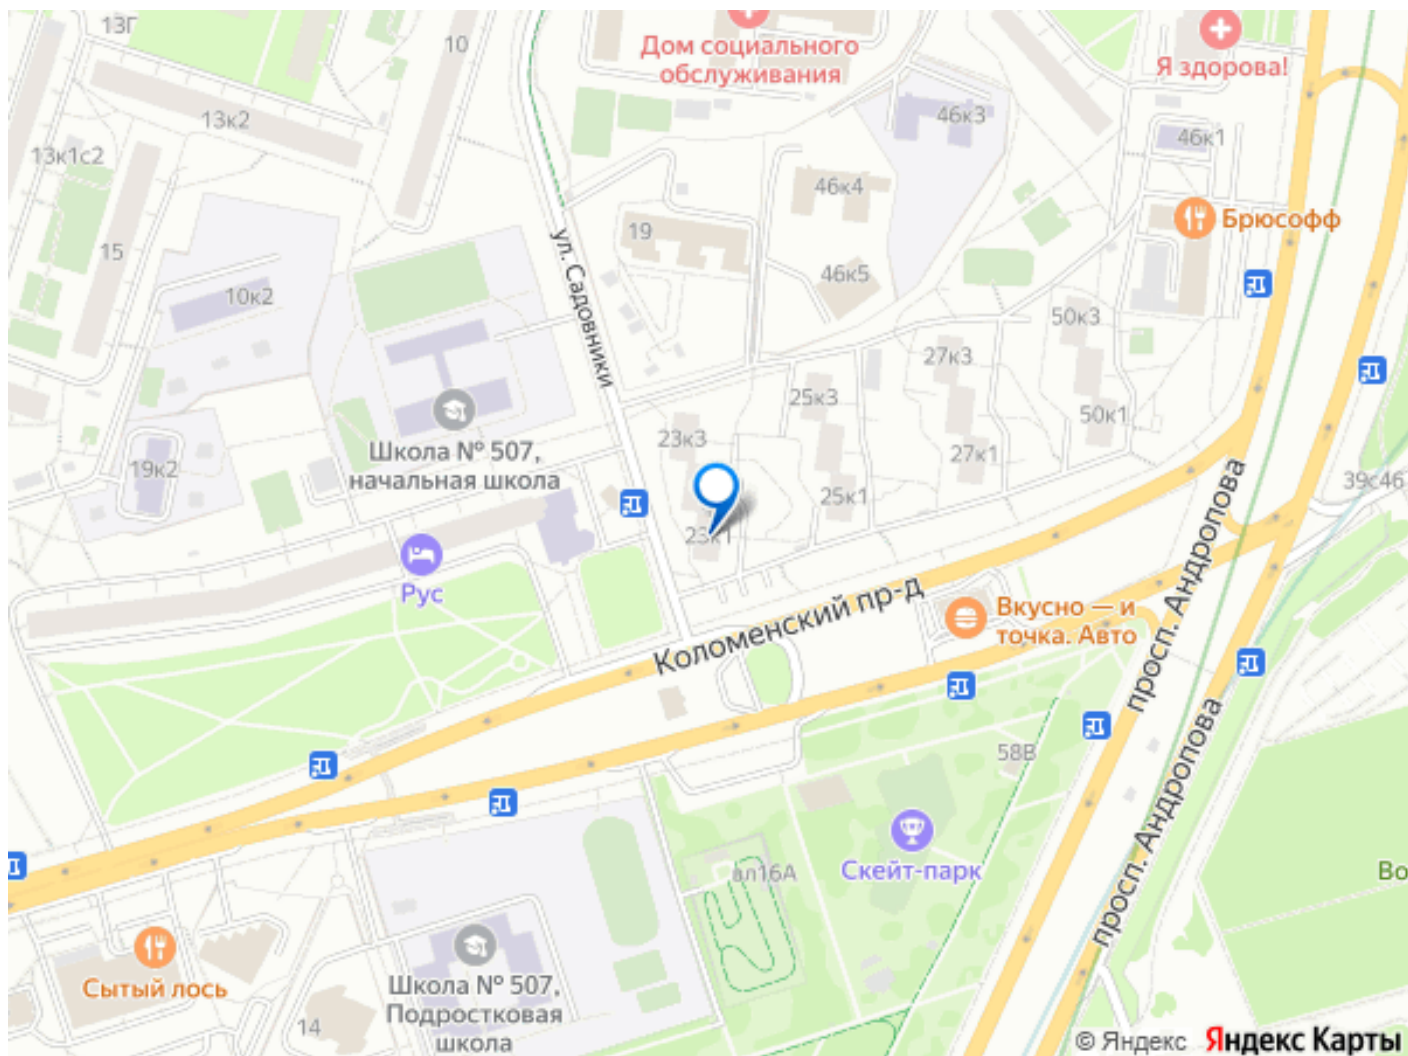 13Г
10
Дом социального
обслуживания
Я здорова!
13к2
46к3
46к1
13к1с2
46к4
Брюсофф
15
19
ул. Садовники
46к5
10к2
50к3
27к3
25к3
50к1
23к3
Школа № 507,
начальная школа
27к1
19к2
25к1
39с46
23к1
просп. Андропова
Рус
Коломенский пр-д
Вкусно — и
точка. Авто
просп. Андропова
58В
вл16А
Скейт-парк
Во
Сытый лось
Школа № 507,
Подростковая
школа
14
© Яндекс Яндекс Карты